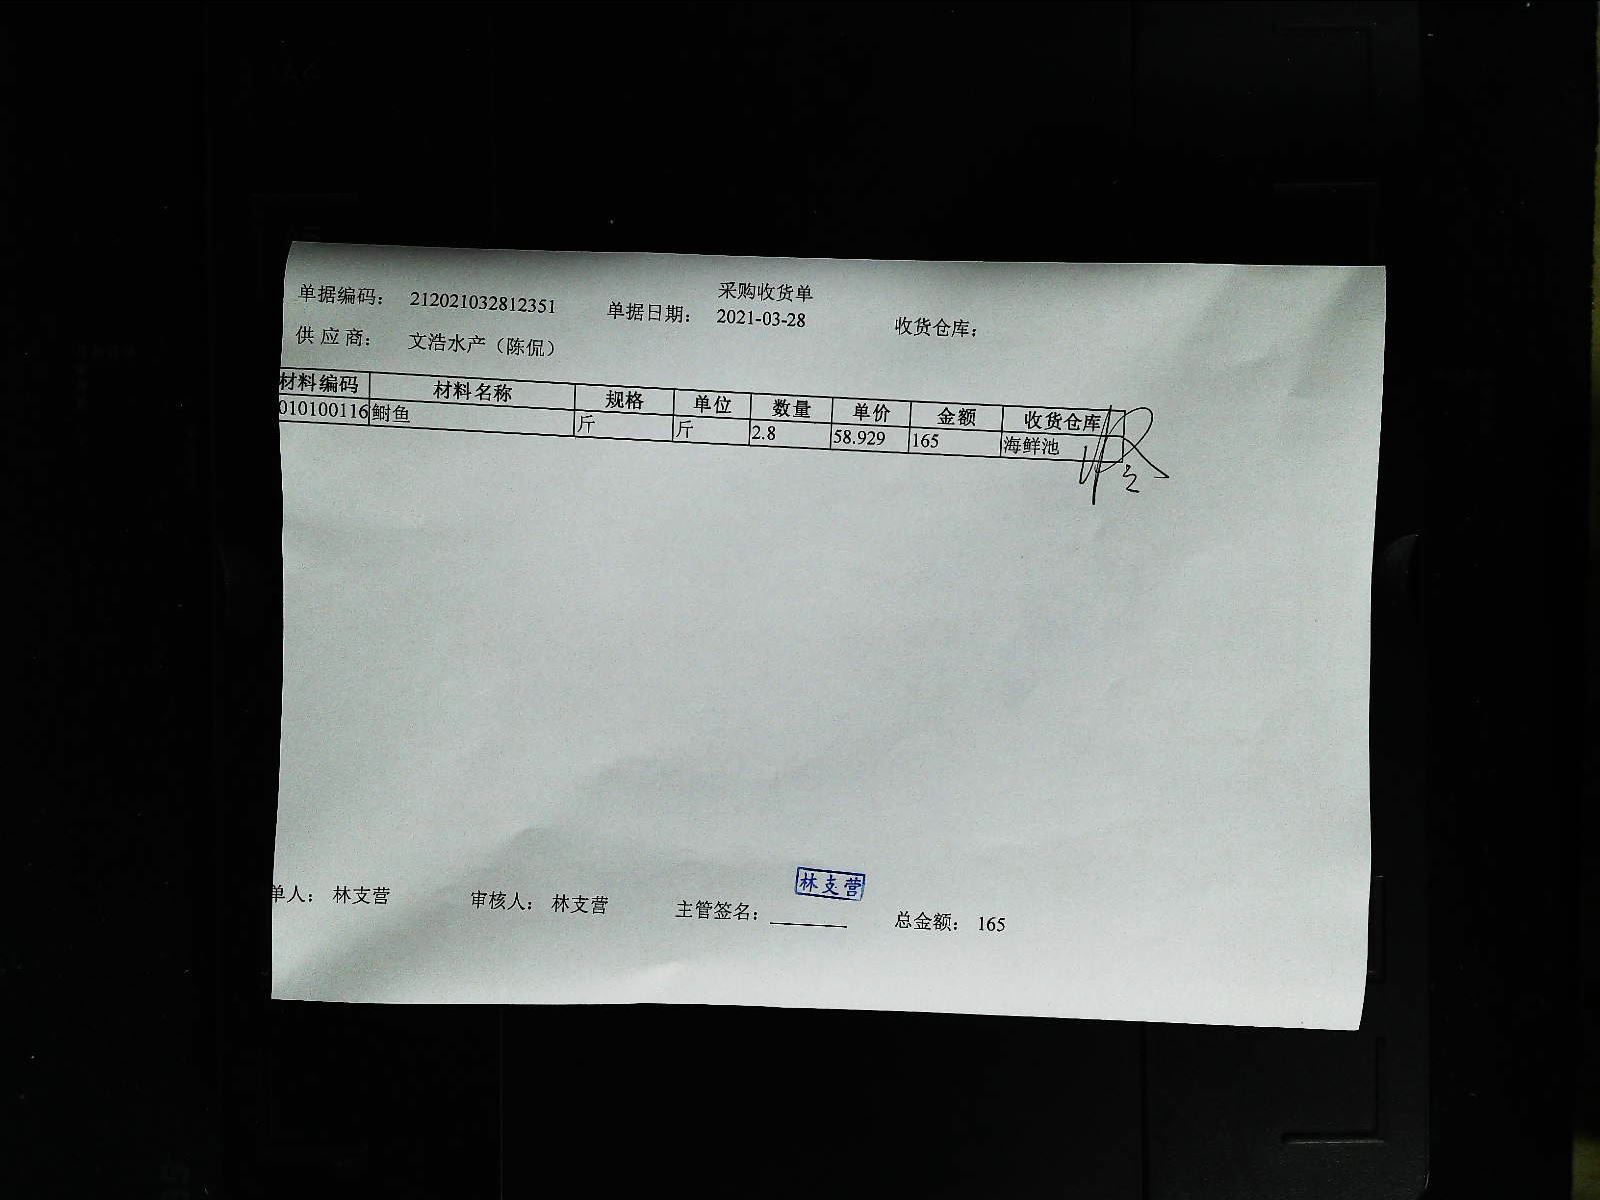 采购收货单
单据编码： 212021032812351 单据日期： 2021-03-28 收货仓库：
供 应 商： 文浩水产（陈侃）
材料编码 材料名称 规格 单位 数量 单价 金额 收货仓库
010100116 鲥鱼 斤 斤 2.8 58.929 165 海鲜池
林支营
单人： 林支营 审核人： 林支营 主管签名： 总金额： 165